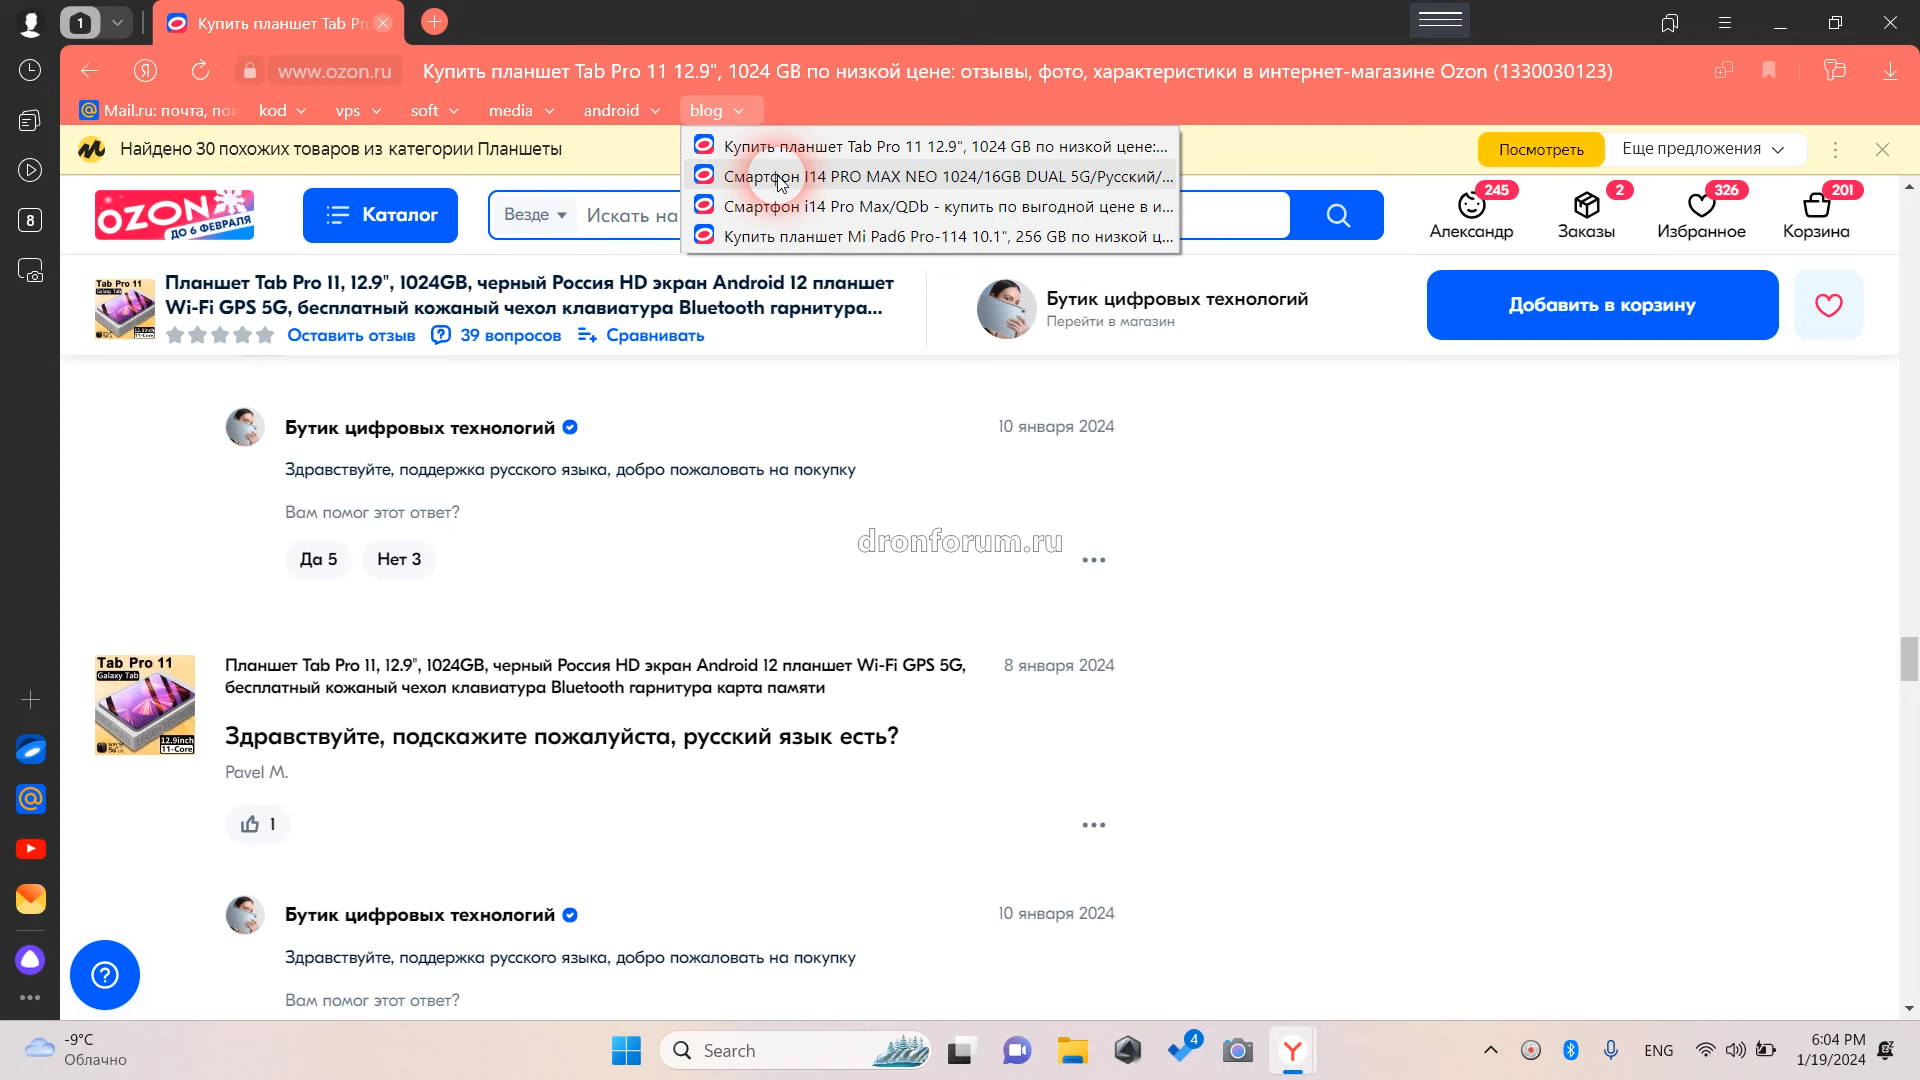 1
Купить планшет Tab Pr
www.ozon.ru
Купить планшет Tab Pro 11 12.9", 1024 GB по низкой цене: отзывы, фото, характеристики в интернет-магазине Ozon (1330030123)
Mail.ru: почта, по
kod
vps
soft
media
android
blog
Найдено 30 похожих товаров из категории Планшеты
Посмотреть
Еще предложения
Купить планшет Tab Pro 11 12.9", 1024 GB по низкой цене:...
Смартфон I14 PRO MAX NEO 1024/16GB DUAL 5G/Русский/...
Смартфон i14 Pro Max/QDb - купить по выгодной цене в и...
Купить планшет Mi Pad6 Pro-114 10.1", 256 GB по низкой ц...
8
OZON
ДО 6 ФЕВРАЛЯ
Каталог
Везде
Искать на
245
Александр
2
Заказы
326
Избранное
201
Корзина
Tab Pro 11
Galaxy Tab
Планшет Tab Pro 11, 12.9", 1024GB, черный Россия HD экран Android 12 планшет
Wi-Fi GPS 5G, бесплатный кожаный чехол клавиатура Bluetooth гарнитура...
Оставить отзыв
39 вопросов
Сравнивать
Бутик цифровых технологий
Перейти в магазин
Добавить в корзину
Бутик цифровых технологий
10 января 2024
Здравствуйте, поддержка русского языка, добро пожаловать на покупку
Вам помог этот ответ?
Да 5
Нет 3
dronforum.ru
Tab Pro 11
Galaxy Tab
12.9inch
11-Core
Планшет Tab Pro 11, 12.9", 1024GB, черный Россия HD экран Android 12 планшет Wi-Fi GPS 5G,
бесплатный кожаный чехол клавиатура Bluetooth гарнитура карта памяти
8 января 2024
Здравствуйте, подскажите пожалуйста, русский язык есть?
Pavel M.
1
Бутик цифровых технологий
10 января 2024
Здравствуйте, поддержка русского языка, добро пожаловать на покупку
Вам помог этот ответ?
-9°C
Облачно
Search
4
ENG
6:04 PM
1/19/2024